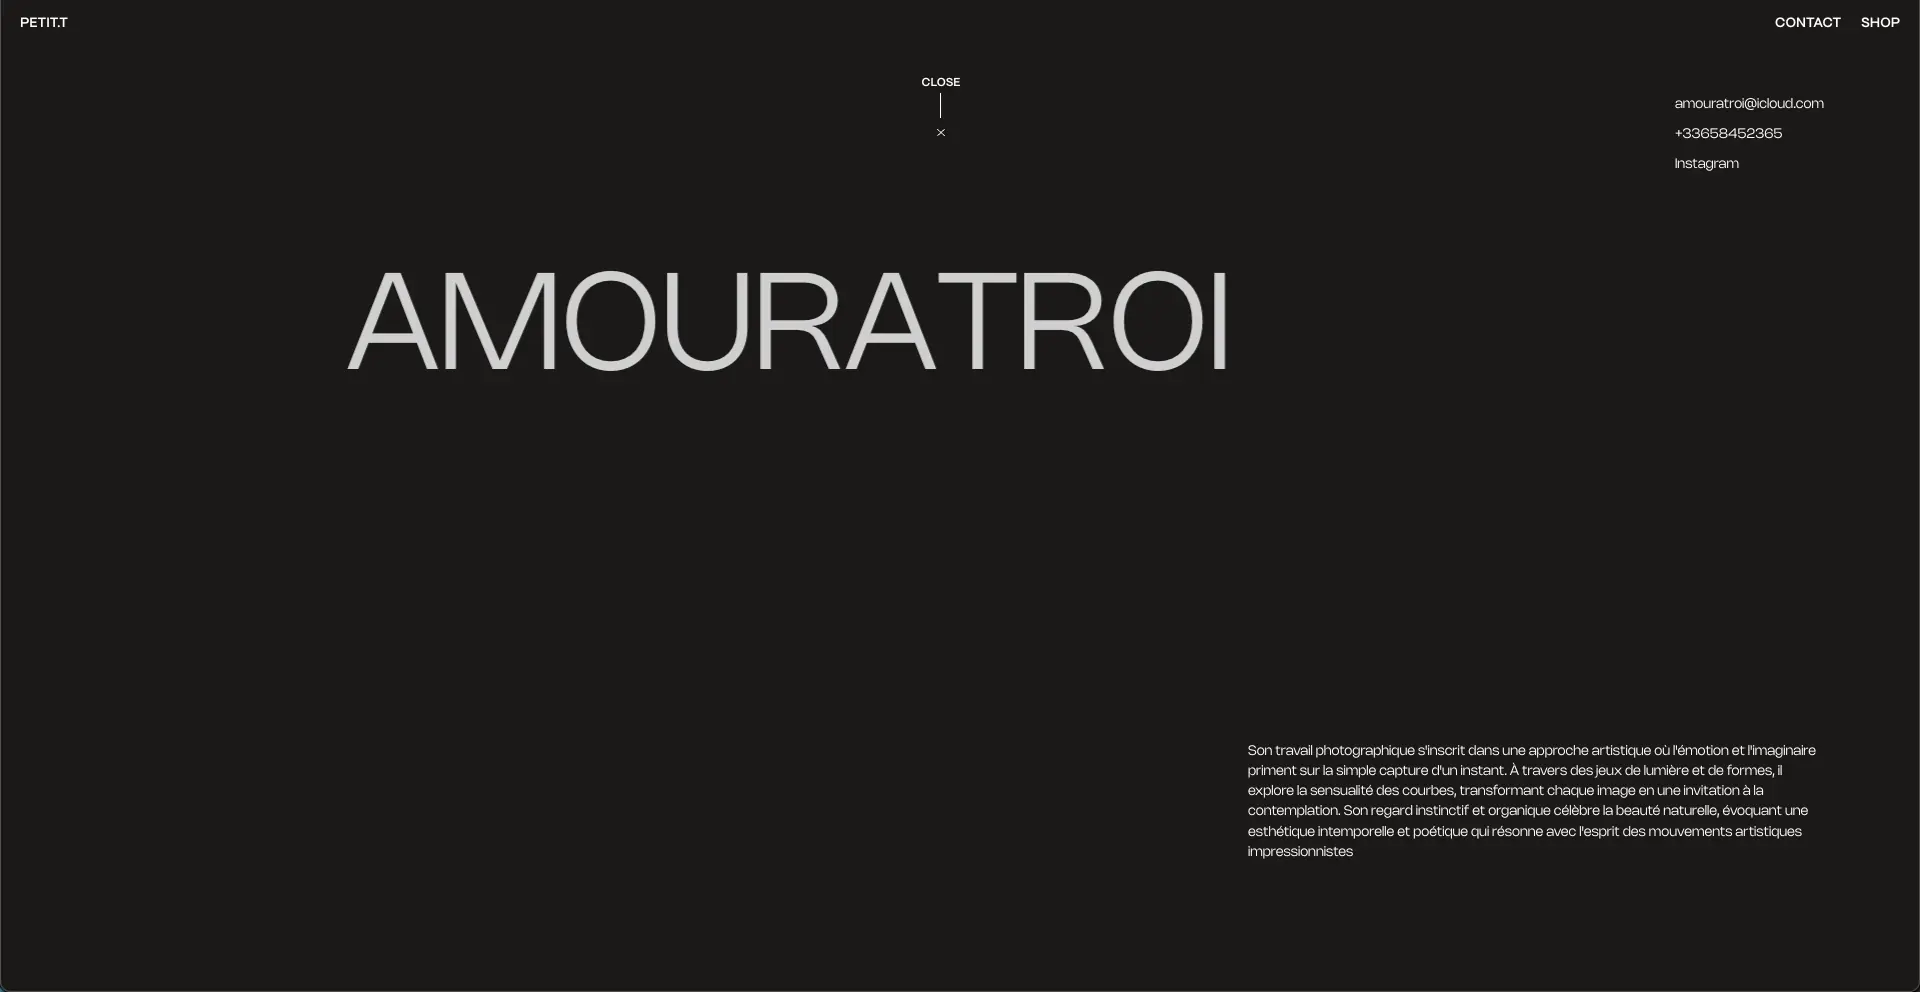 PETIT.T
CONTACT
SHOP
CLOSE
×
amouratroi@icloud.com
+33658452365
Instagram
AMOURATROI
Son travail photographique s'inscrit dans une approche artistique où l'émotion et l'imaginaire
priment sur la simple capture d'un instant. À travers des jeux de lumière et de formes, il
explore la sensualité des courbes, transformant chaque image en une invitation à la
contemplation. Son regard instinctif et organique célèbre la beauté naturelle, évoquant une
esthétique intemporelle et poétique qui résonne avec l'esprit des mouvements artistiques
impressionnistes